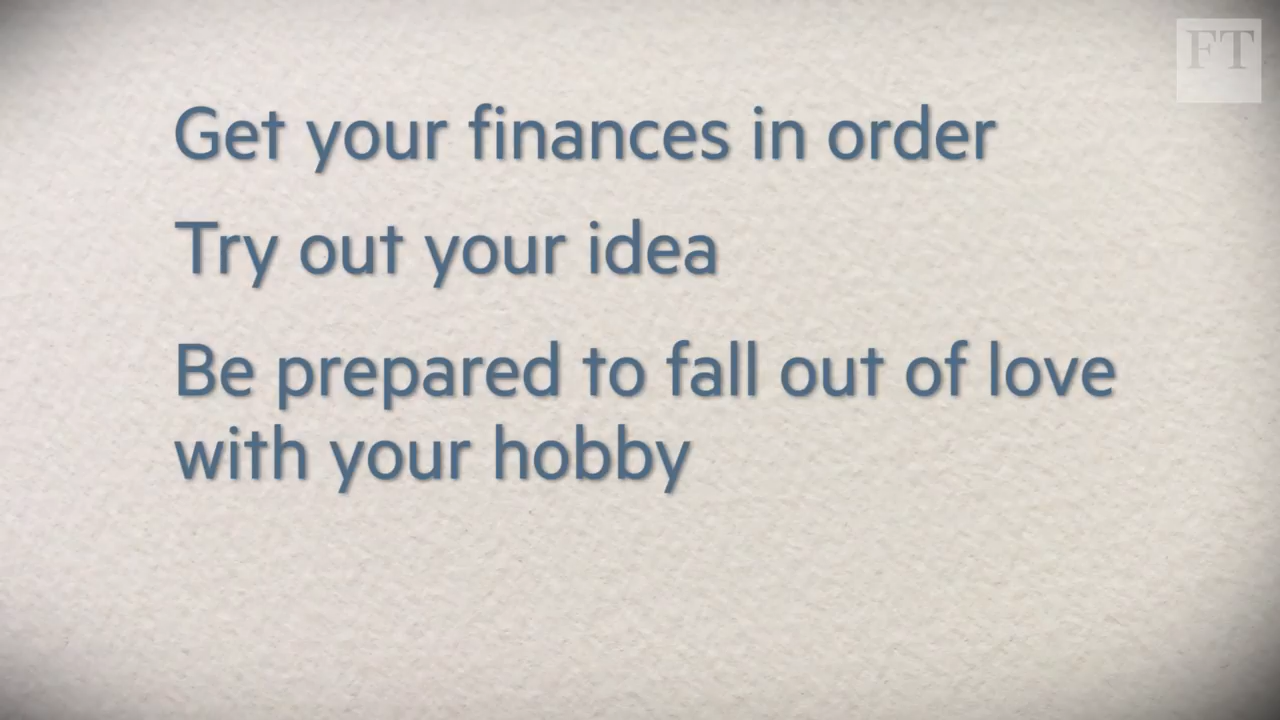 FT
Get your finances in order
Try out your idea
Be prepared to fall out of love
with your hobby